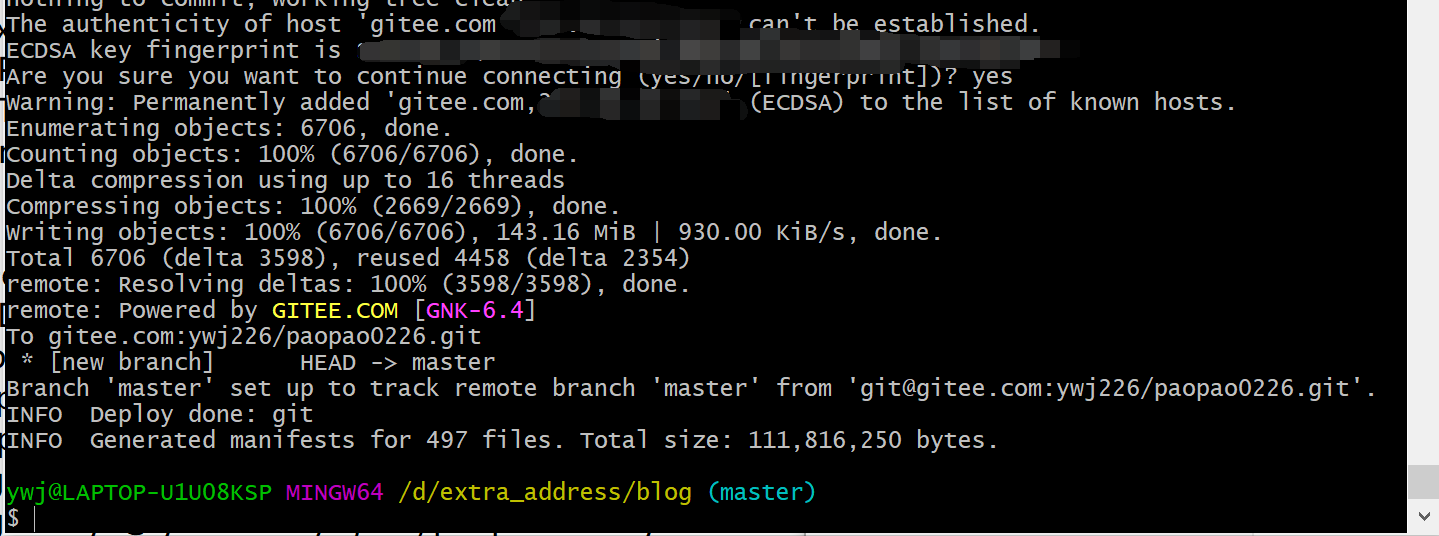 nothing to commit, working tree clean
The authenticity of host 'gitee.com can't be established.
ECDSA key fingerprint is
Are you sure you want to continue connecting (yes/no/[fingerprint])? yes
Warning: Permanently added 'gitee.com, (ECDSA) to the list of known hosts.
Enumerating objects: 6706, done.
Counting objects: 100% (6706/6706), done.
Delta compression using up to 16 threads
Compressing objects: 100% (2669/2669), done.
Writing objects: 100% (6706/6706), 143.16 MiB | 930.00 KiB/s, done.
Total 6706 (delta 3598), reused 4458 (delta 2354)
remote: Resolving deltas: 100% (3598/3598), done.
remote: Powered by GITEE.COM [GNK-6.4]
To gitee.com:ywj226/paopao0226.git
 * [new branch]      HEAD -> master
Branch 'master' set up to track remote branch 'master' from 'git@gitee.com:ywj226/paopao0226.git'.
INFO  Deploy done: git
INFO  Generated manifests for 497 files. Total size: 111,816,250 bytes.
ywj@LAPTOP-U1U08KSP MINGW64 /d/extra_address/blog (master)
$